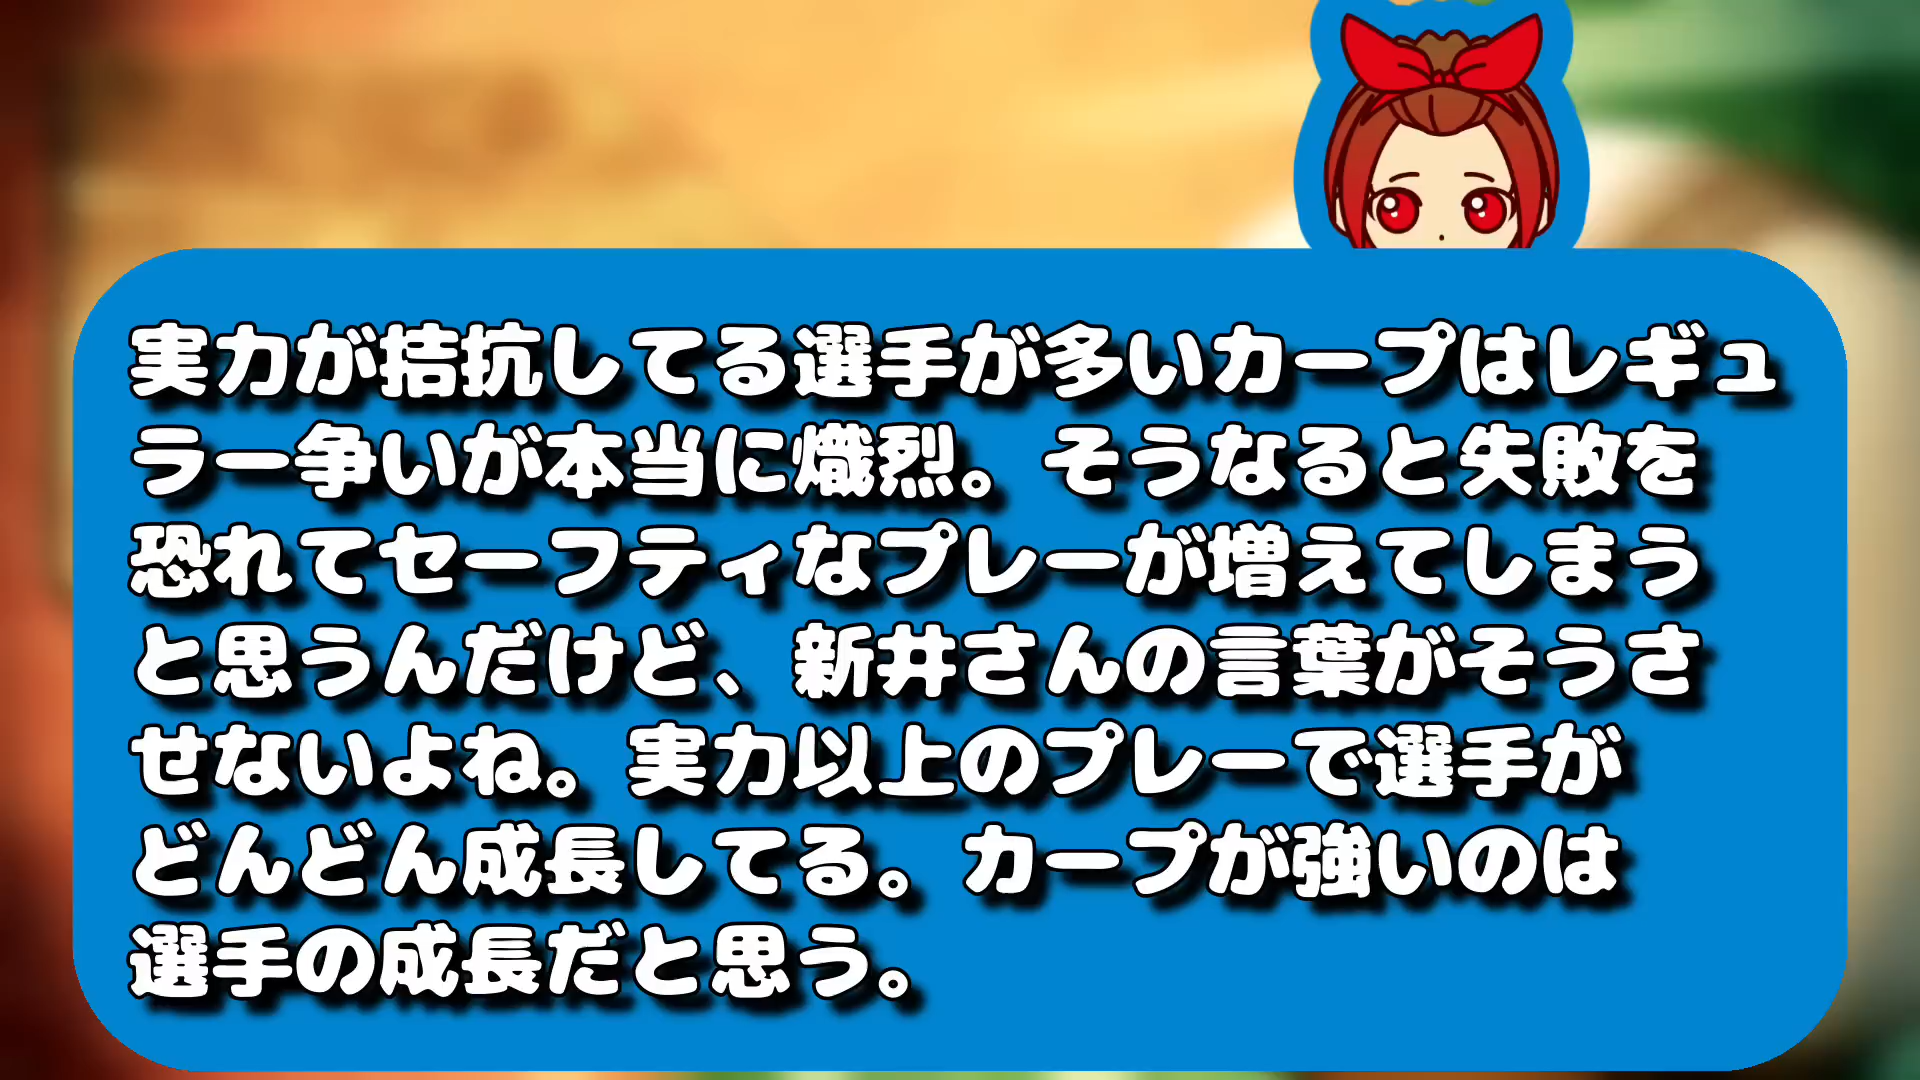 実力が拮抗してる選手が多いカープはレギュ
ラー争いが本当に熾烈。そうなると失敗を
恐れてセーフティなプレーが増えてしまう
と思うんだけど、新井さんの言葉がそうさ
せないよね。実力以上のプレーで選手が
どんどん成長してる。カープが強いのは
選手の成長だと思う。